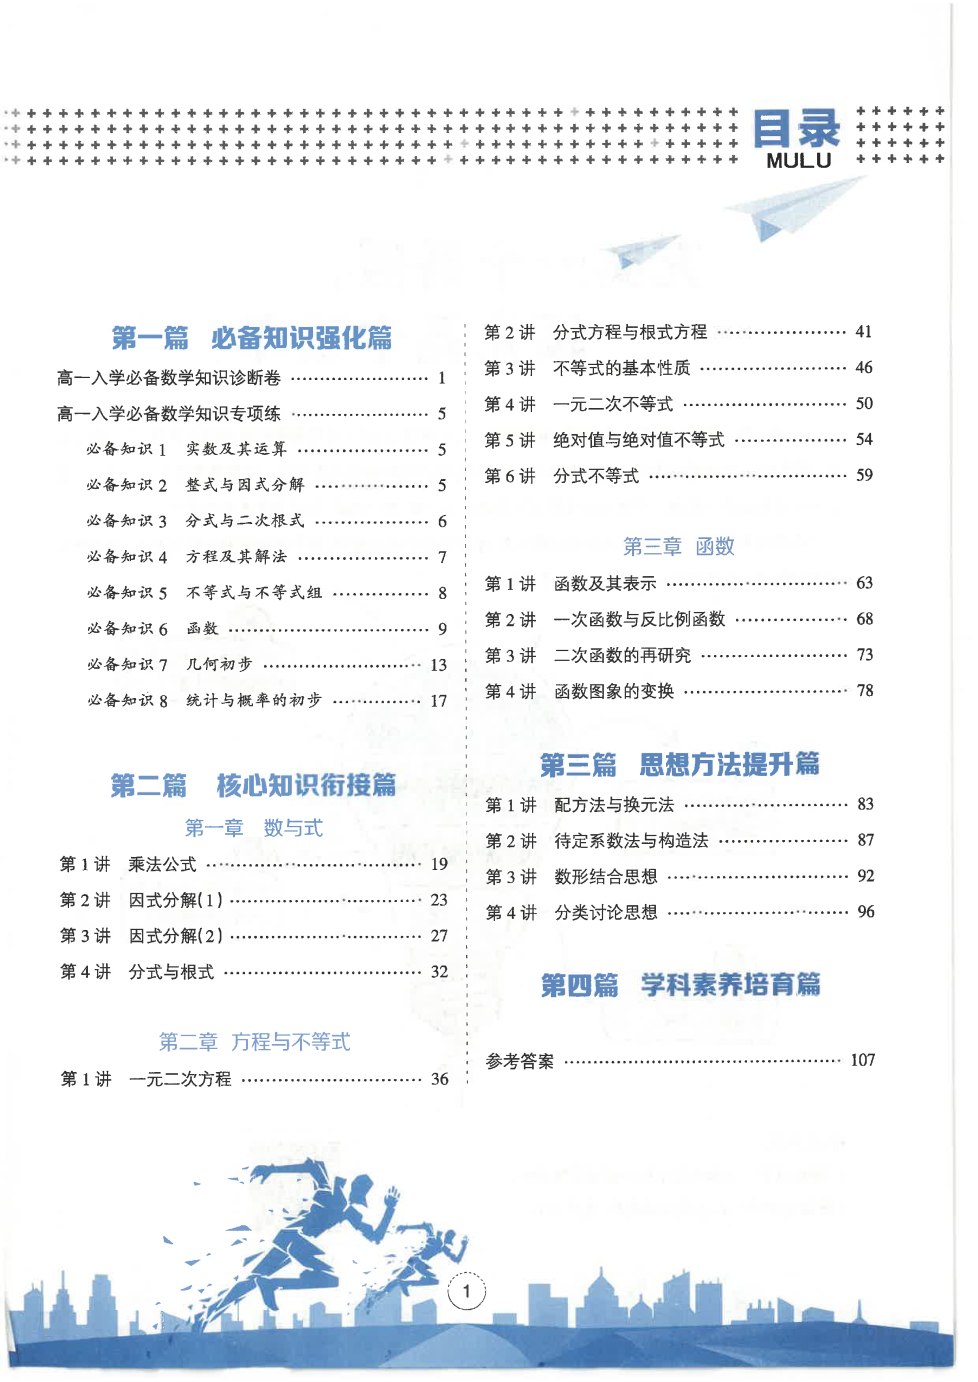 目录
MULU
第一篇 必备知识强化篇
高一入学必备数学知识诊断卷 …………………… 1
高一入学必备数学知识专项练 …………………… 5
必备知识 1 实数及其运算 …………………… 5
必备知识 2 整式与因式分解 ………………… 5
必备知识 3 分式与二次根式 ………………… 6
必备知识 4 方程及其解法 …………………… 7
必备知识 5 不等式与不等式组 ……………… 8
必备知识 6 函数 ……………………………… 9
必备知识 7 几何初步 ………………………… 13
必备知识 8 统计与概率的初步 ……………… 17
第二篇 核心知识衔接篇
第一章 数与式
第 1 讲 乘法公式 ………………………………… 19
第 2 讲 因式分解(1) ……………………………… 23
第 3 讲 因式分解(2) ……………………………… 27
第 4 讲 分式与根式 ……………………………… 32
第二章 方程与不等式
第 1 讲 一元二次方程 …………………………… 36
第 2 讲 分式方程与根式方程 …………………… 41
第 3 讲 不等式的基本性质 ……………………… 46
第 4 讲 一元二次不等式 ………………………… 50
第 5 讲 绝对值与绝对值不等式 ………………… 54
第 6 讲 分式不等式 ……………………………… 59
第三章 函数
第 1 讲 函数及其表示 …………………………… 63
第 2 讲 一次函数与反比例函数 ………………… 68
第 3 讲 二次函数的再研究 ……………………… 73
第 4 讲 函数图象的变换 ………………………… 78
第三篇 思想方法提升篇
第 1 讲 配方法与换元法 ………………………… 83
第 2 讲 待定系数法与构造法 …………………… 87
第 3 讲 数形结合思想 …………………………… 92
第 4 讲 分类讨论思想 …………………………… 96
第四篇 学科素养培育篇
参考答案 ……………………………………… 107
1